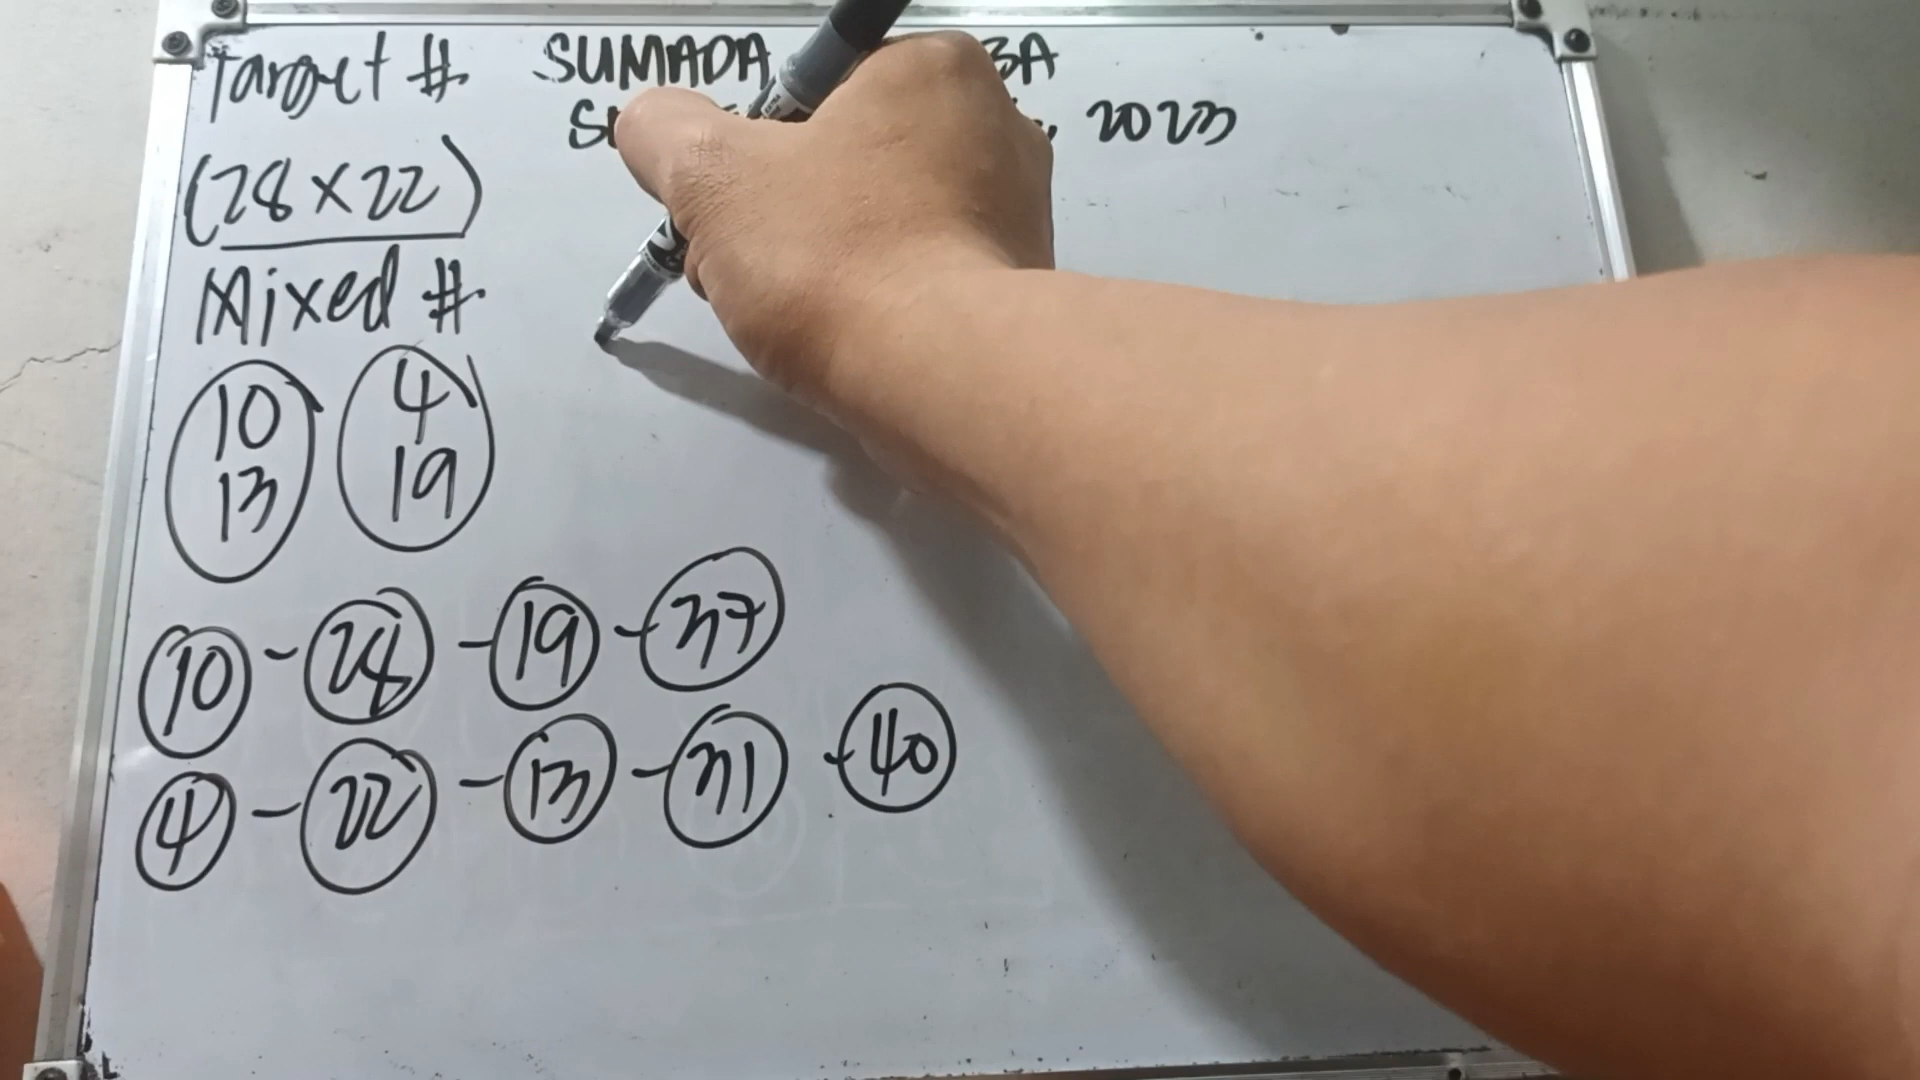 Target # SUMADA
2023
(28 x 22)
Mixed #
10 4
13 19
10 - 28 - 19 - 37
4 - 22 - 13 - 31 - 40